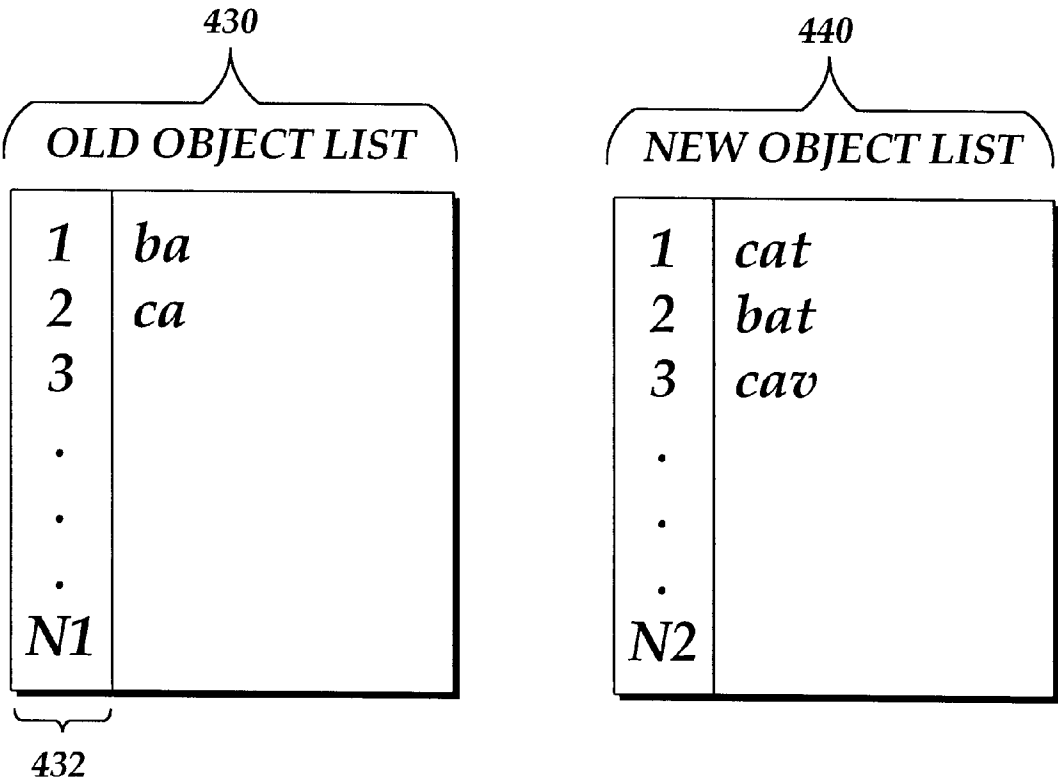 430
OLD OBJECT LIST
1 ba
2 ca
3
.
.
.
N1
432
440
NEW OBJECT LIST
1 cat
2 bat
3 cav
.
.
.
N2